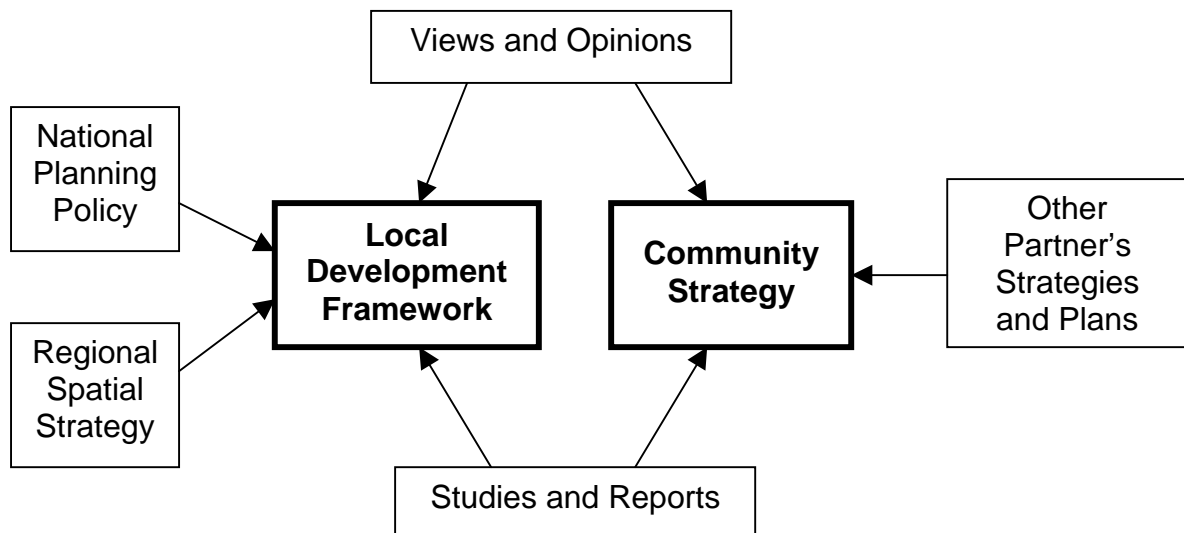 Views and Opinions
National
Planning
Policy
Local
Development
Framework
Community
Strategy
Other
Partner’s
Strategies
and Plans
Regional
Spatial
Strategy
Studies and Reports